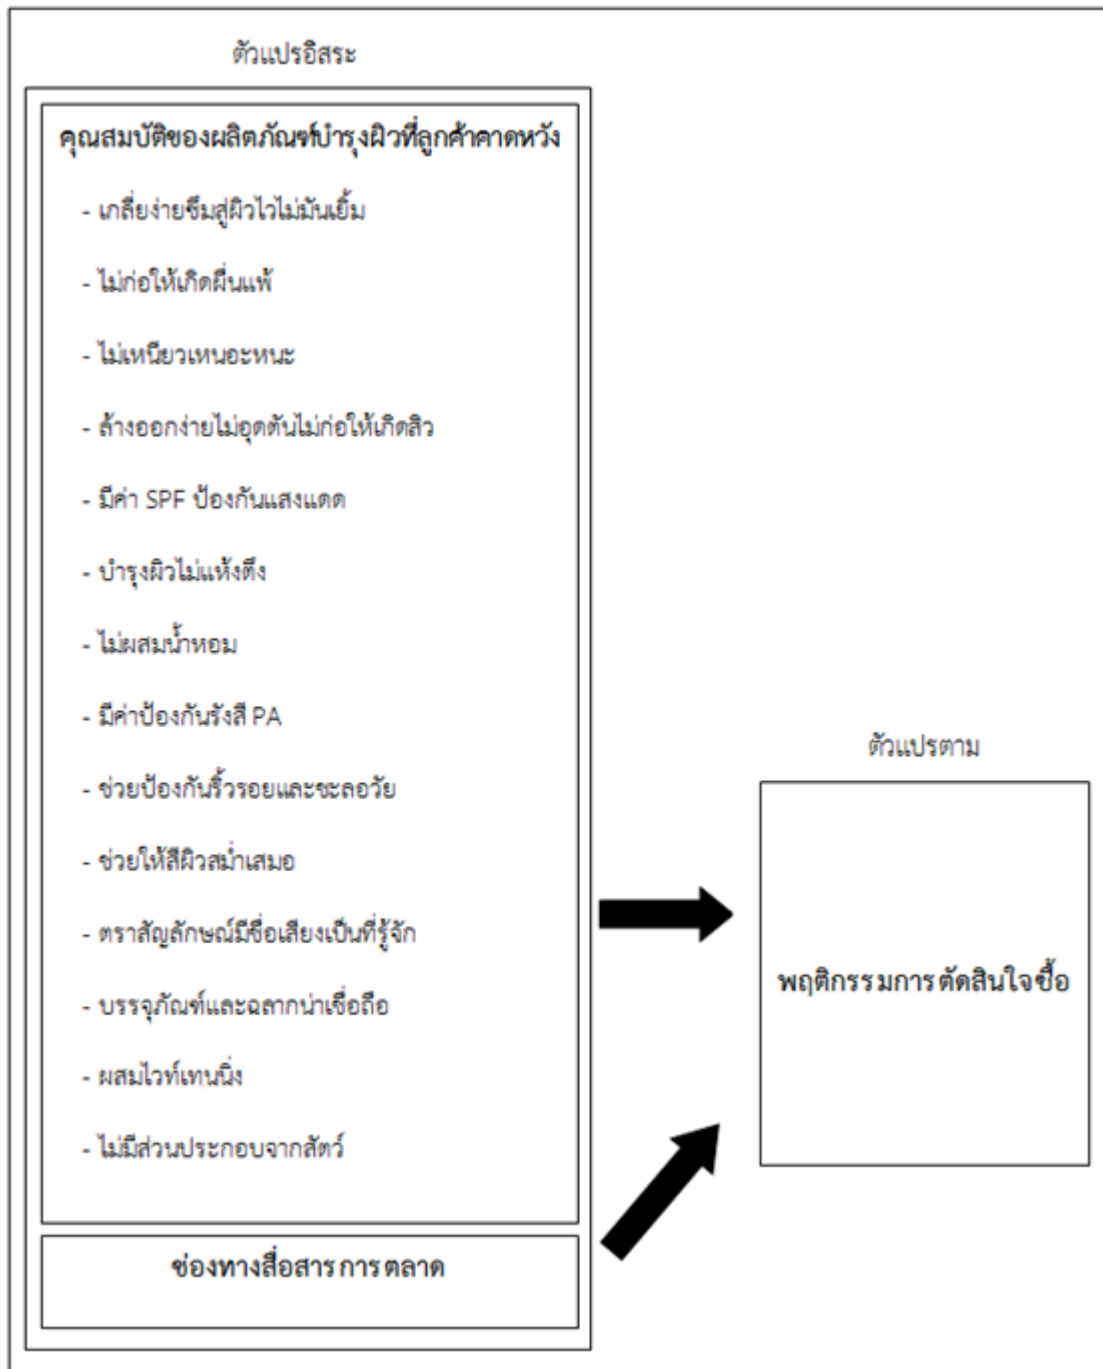 ตัวแปรอิสระ
คุณสมบัติของผลิตภัณฑ์บำรุงผิวที่ลูกค้าคาดหวัง
- เกลี่ยง่ายซึมสู่ผิวไวไม่มันเยิ้ม
- ไม่ก่อให้เกิดผื่นแพ้
- ไม่เหนียวเหนอะหนะ
- ล้างออกง่ายไม่อุดตันไม่ก่อให้เกิดสิว
- มีค่า SPF ป้องกันแสงแดด
- บำรุงผิวไม่แห้งตึง
- ไม่ผสมน้ำหอม
- มีค่าป้องกันรังสี PA
- ช่วยป้องกันริ้วรอยและชะลอวัย
- ช่วยให้สีผิวสม่ำเสมอ
- ตราสัญลักษณ์มีชื่อเสียงเป็นที่รู้จัก
- บรรจุภัณฑ์และฉลากน่าเชื่อถือ
- ผสมไวท์เทนนิ่ง
- ไม่มีส่วนประกอบจากสัตว์
ช่องทางสื่อสารการตลาด
ตัวแปรตาม
พฤติกรรมการตัดสินใจซื้อ